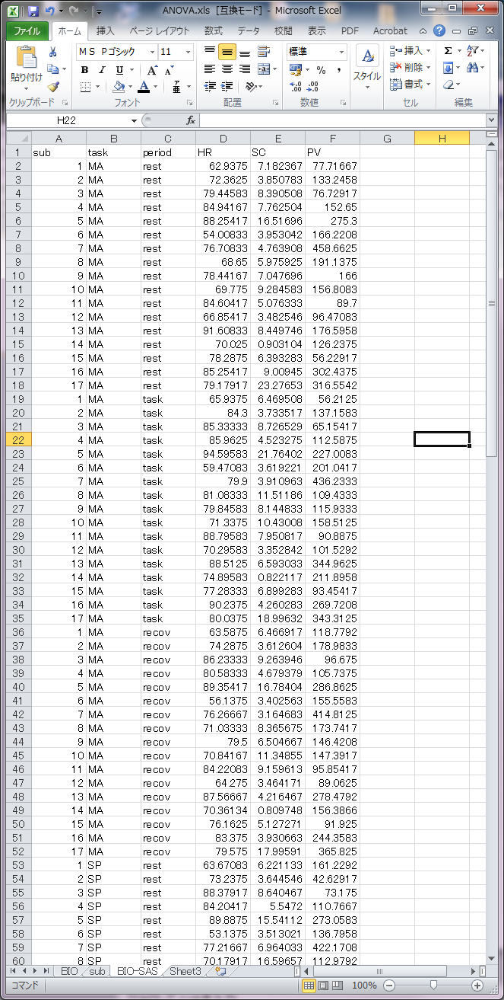 ANOVA.xls [互換モード] - Microsoft Excel
ファイル ホーム 挿入 ページ レイアウト 数式 データ 校閲 表示 PDF Acrobat
ＭＳ Ｐゴシック 11 標準 挿入 Σ
貼り付け B I U A A % , スタイル 削除
A 亜 書式
クリップボード フォント 配置 数値 セル 編集
H22 fx
A B C D E F G H
1 sub task period HR SC PV
2 1 MA rest 62.9375 7.182367 77.71667
3 2 MA rest 72.3625 3.850783 133.2458
4 3 MA rest 79.44583 8.390508 76.72917
5 4 MA rest 84.94167 7.762504 152.65
6 5 MA rest 88.25417 16.51696 275.3
7 6 MA rest 54.00833 3.953042 166.2208
8 7 MA rest 76.70833 4.763908 458.6625
9 8 MA rest 68.65 5.975925 191.1375
10 9 MA rest 78.44167 7.047696 166
11 10 MA rest 69.775 9.284583 156.8083
12 11 MA rest 84.60417 5.076333 89.7
13 12 MA rest 66.85417 3.482546 96.47083
14 13 MA rest 91.60833 8.449746 176.5958
15 14 MA rest 70.025 0.903104 126.2375
16 15 MA rest 78.2875 6.393283 56.22917
17 16 MA rest 85.25417 9.00945 302.4375
18 17 MA rest 79.17917 23.27653 316.5542
19 1 MA task 65.9375 6.469508 56.2125
20 2 MA task 84.3 3.733517 137.1583
21 3 MA task 85.33333 8.726529 65.15417
22 4 MA task 85.9625 4.523275 112.5875
23 5 MA task 94.59583 21.76402 227.0083
24 6 MA task 59.47083 3.619221 201.0417
25 7 MA task 79.9 3.910963 436.2333
26 8 MA task 81.08333 11.51186 109.4333
27 9 MA task 79.84583 8.144833 115.9333
28 10 MA task 71.3375 10.43008 158.5125
29 11 MA task 88.79583 7.950817 90.8875
30 12 MA task 70.29583 3.352842 101.5292
31 13 MA task 88.5125 6.593033 344.9625
32 14 MA task 74.89583 0.822117 211.8958
33 15 MA task 77.28333 6.899283 93.45417
34 16 MA task 90.2375 4.260283 269.7208
35 17 MA task 80.0375 18.99632 343.3125
36 1 MA recov 63.5875 6.466917 118.7792
37 2 MA recov 74.2875 3.612604 178.9833
38 3 MA recov 86.23333 9.263946 96.675
39 4 MA recov 80.58333 4.679379 105.7375
40 5 MA recov 89.35417 16.78404 286.8625
41 6 MA recov 56.1375 3.402563 155.5583
42 7 MA recov 76.26667 3.164683 414.8125
43 8 MA recov 71.03333 8.365675 173.7417
44 9 MA recov 79.5 6.504667 146.4208
45 10 MA recov 70.84167 11.34855 147.3917
46 11 MA recov 84.22083 9.159613 95.85417
47 12 MA recov 64.275 3.464171 89.0625
48 13 MA recov 87.56667 4.216467 278.4792
49 14 MA recov 70.36134 0.809748 156.3866
50 15 MA recov 76.1625 5.127271 91.925
51 16 MA recov 83.375 3.930663 244.3583
52 17 MA recov 79.575 17.99591 365.825
53 1 SP rest 63.67083 6.221133 161.2292
54 2 SP rest 73.2375 3.644546 42.62917
55 3 SP rest 88.37917 8.640467 73.175
56 4 SP rest 84.20417 5.5472 110.7667
57 5 SP rest 89.8875 15.54112 273.0583
58 6 SP rest 53.1375 3.513021 136.7958
59 7 SP rest 77.21667 6.964033 422.1708
60 8 SP rest 70.17917 16.59657 112.9792
BIO sub BIO-SAS Sheet3
コマンド 100%